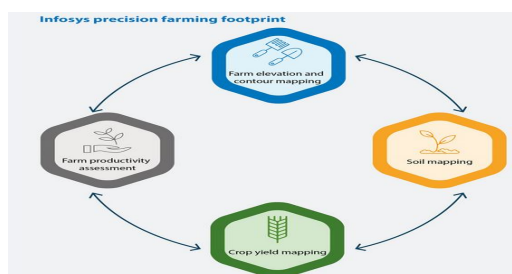 Infosys precision farming footprint
Farm elevation and
contour mapping
Farm productivity
assessment
Soil mapping
Crop yield mapping